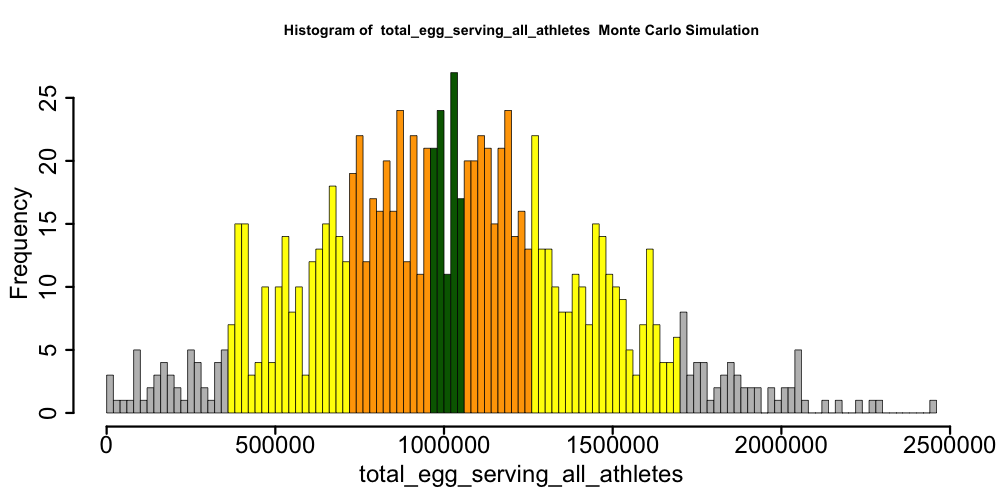 Histogram of  total_egg_serving_all_athletes  Monte Carlo Simulation
Frequency
25
20
15
10
5
0
0 500000 1000000 1500000 2000000 2500000
total_egg_serving_all_athletes